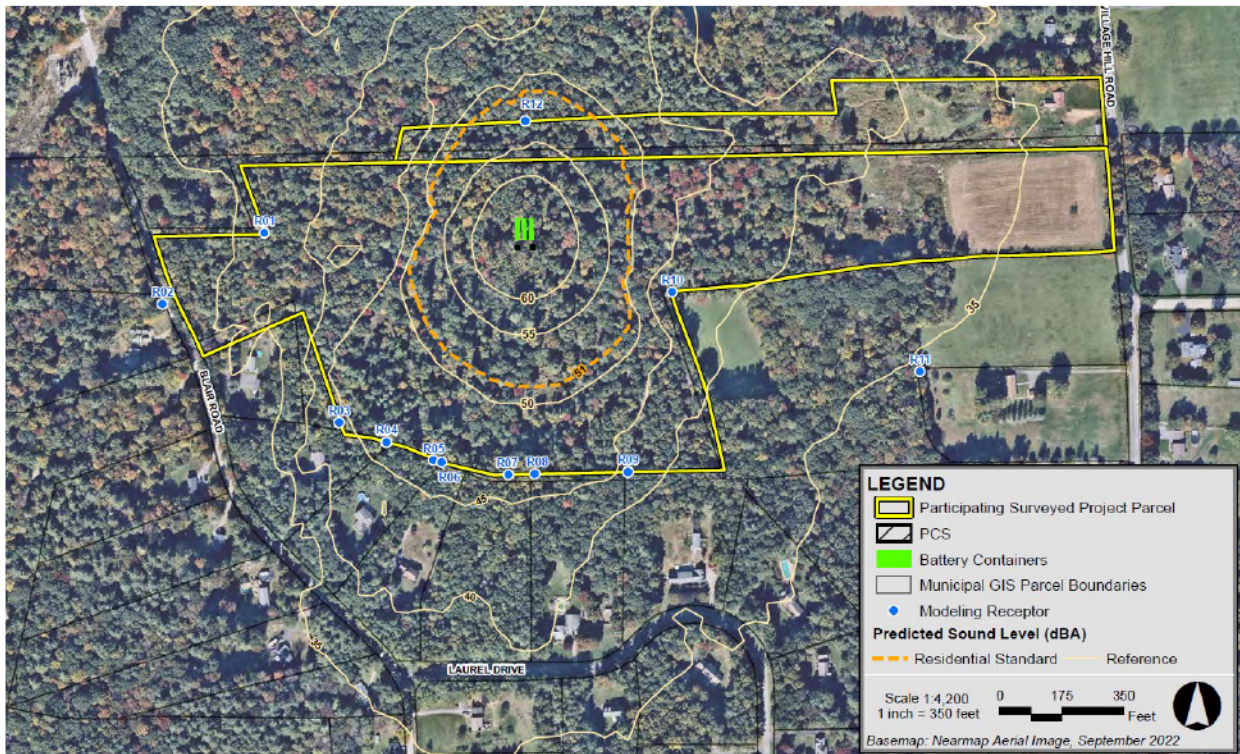 VILLAGE HILL ROAD
R12
R01
R02
R10
60
55
35
51
50
R11
BLAIR ROAD
R03
R04
R05
R06
R07
R08
R09
45
40
35
LAUREL DRIVE
LEGEND
Participating Surveyed Project Parcel
PCS
Battery Containers
Municipal GIS Parcel Boundaries
Modeling Receptor
Predicted Sound Level (dBA)
Residential Standard
Reference
Scale 1:4,200
1 inch = 350 feet
0 175 350
Feet
Basemap: Nearmap Aerial Image, September 2022